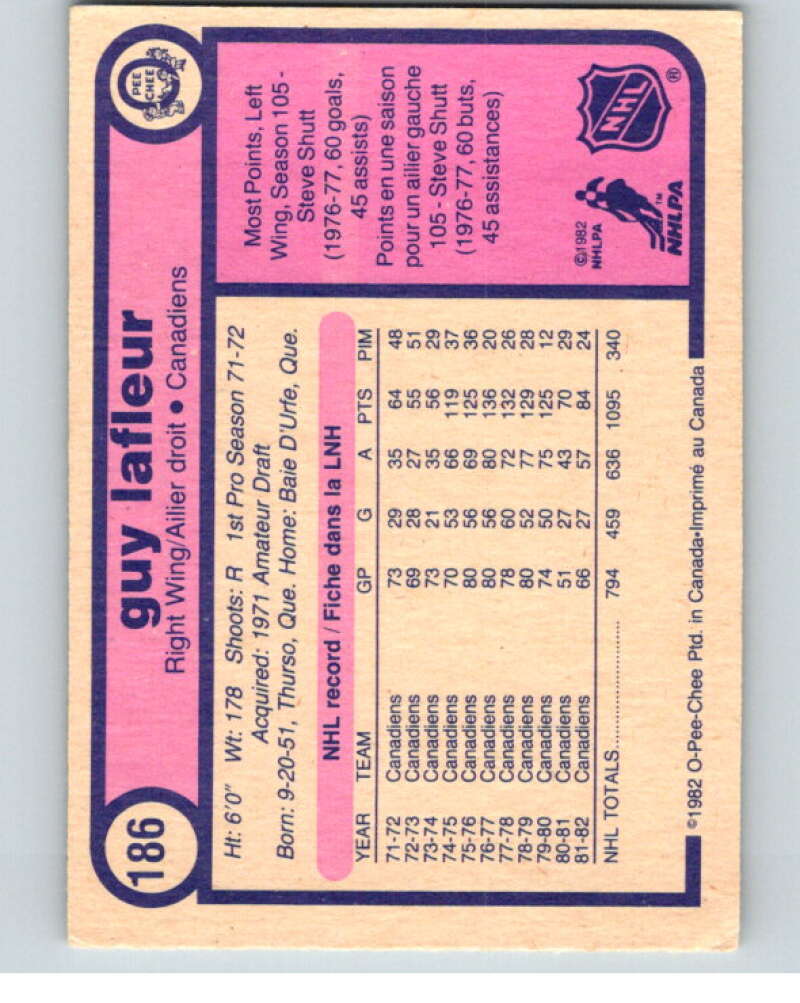 186
guy lafleur
Right Wing/Ailier droit • Canadiens
O
PEE
CHEE
Ht: 6'0" Wt: 178 Shoots: R 1st Pro Season 71-72
Acquired: 1971 Amateur Draft
Born: 9-20-51, Thurso, Que. Home: Baie D'Urfe, Que.
NHL record / Fiche dans la LNH
YEAR TEAM GP G A PTS PIM
71-72 Canadiens 73 29 35 64 48
72-73 Canadiens 69 28 27 55 51
73-74 Canadiens 73 21 35 56 29
74-75 Canadiens 70 53 66 119 37
75-76 Canadiens 80 56 69 125 36
76-77 Canadiens 80 56 80 136 20
77-78 Canadiens 78 60 72 132 26
78-79 Canadiens 80 52 77 129 28
79-80 Canadiens 74 50 75 125 12
80-81 Canadiens 51 27 43 70 29
81-82 Canadiens 66 27 57 84 24
NHL TOTALS.................... 794 459 636 1095 340
Most Points, Left
Wing, Season 105 -
Steve Shutt
(1976-77, 60 goals,
45 assists)
Points en une saison
pour un ailier gauche
105 - Steve Shutt
(1976-77, 60 buts,
45 assistances)
©1982
NHLPA
NHLPA™
NHL®
©1982 O-Pee-Chee Ptd. in Canada•Imprimé au Canada